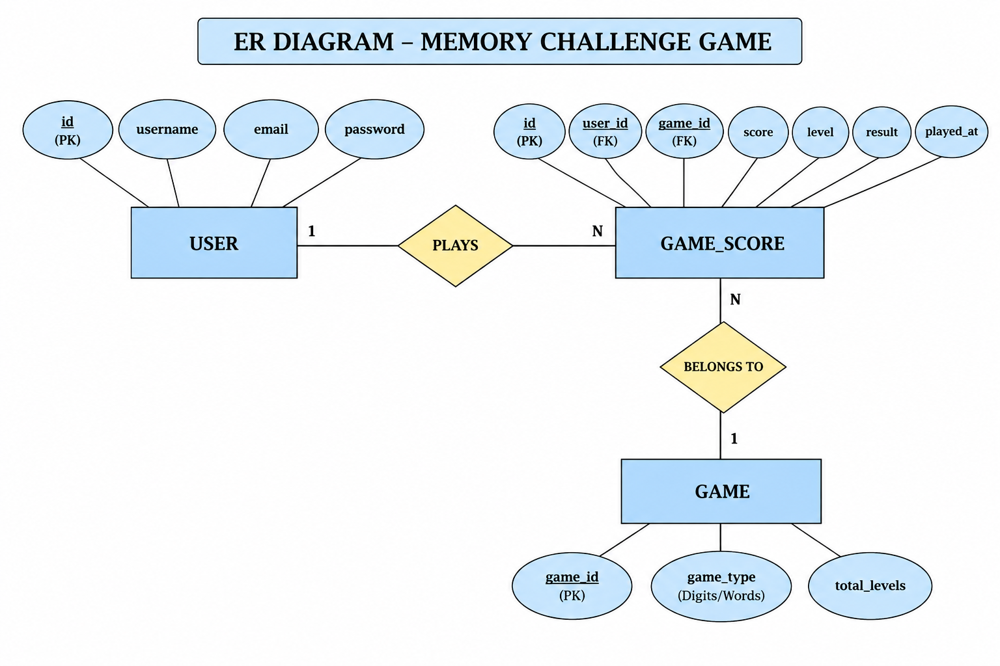 ER DIAGRAM – MEMORY CHALLENGE GAME
id
(PK)
username
email
password
id
(PK)
user_id
(FK)
game_id
(FK)
score
level
result
played_at
USER
1
PLAYS
N
GAME_SCORE
N
BELONGS TO
1
GAME
game_id
(PK)
game_type
(Digits/Words)
total_levels